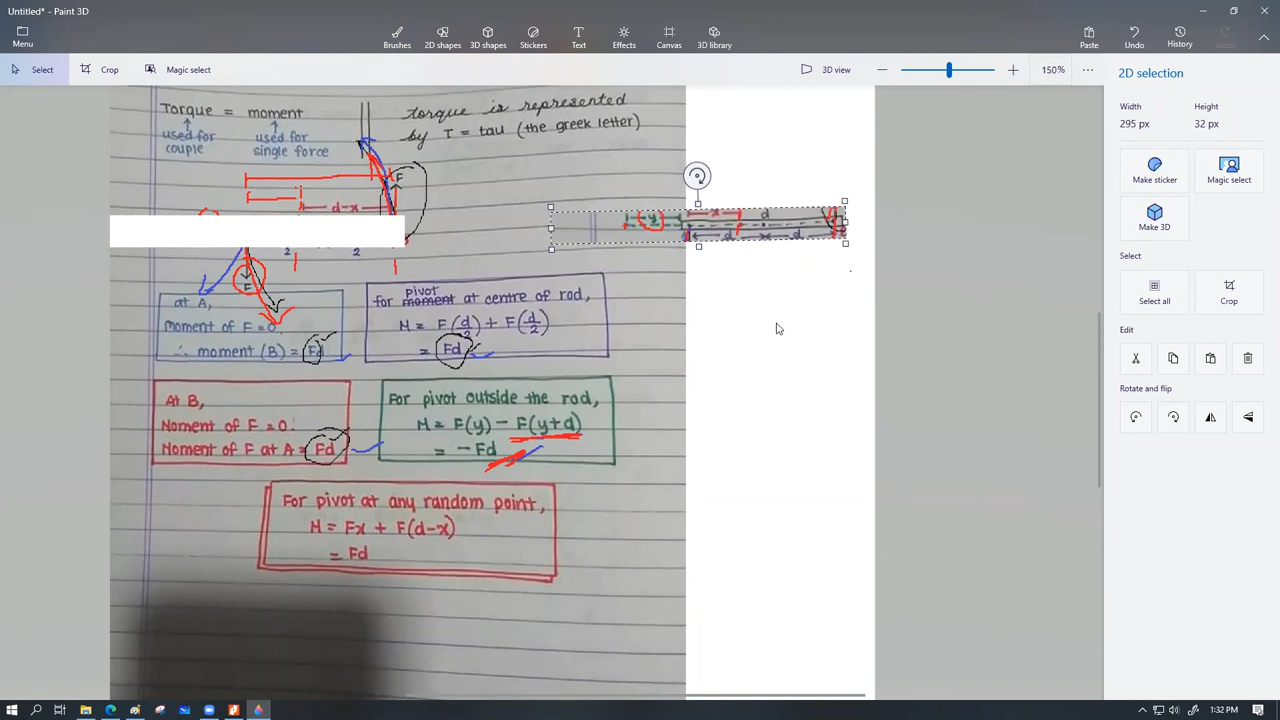 Untitled* - Paint 3D
Menu
Brushes
2D shapes
3D shapes
Stickers
Text
Effects
Canvas
3D library
Paste
Undo
History
Select
Crop
Magic select
3D view
150%
2D selection
Width
Height
295 px
32 px
Make sticker
Magic select
Make 3D
Select
Select all
Crop
Edit
Rotate and flip
Torque = moment
used for couple
used for single force
torque is represented
by τ = tau (the greek letter)
F
d-x
y
x
d
d
d
2
2
F
at A,
moment of F = 0.
∴ moment (B) = Fd
pivot
for moment at centre of rod,
M = F(d/2) + F(d/2)
= Fd
At B,
Moment of F = 0.
Moment of F at A = Fd
For pivot outside the rod,
M = F(y) - F(y+d)
= -Fd
For pivot at any random point,
M = Fx + F(d-x)
= Fd
1:32 PM